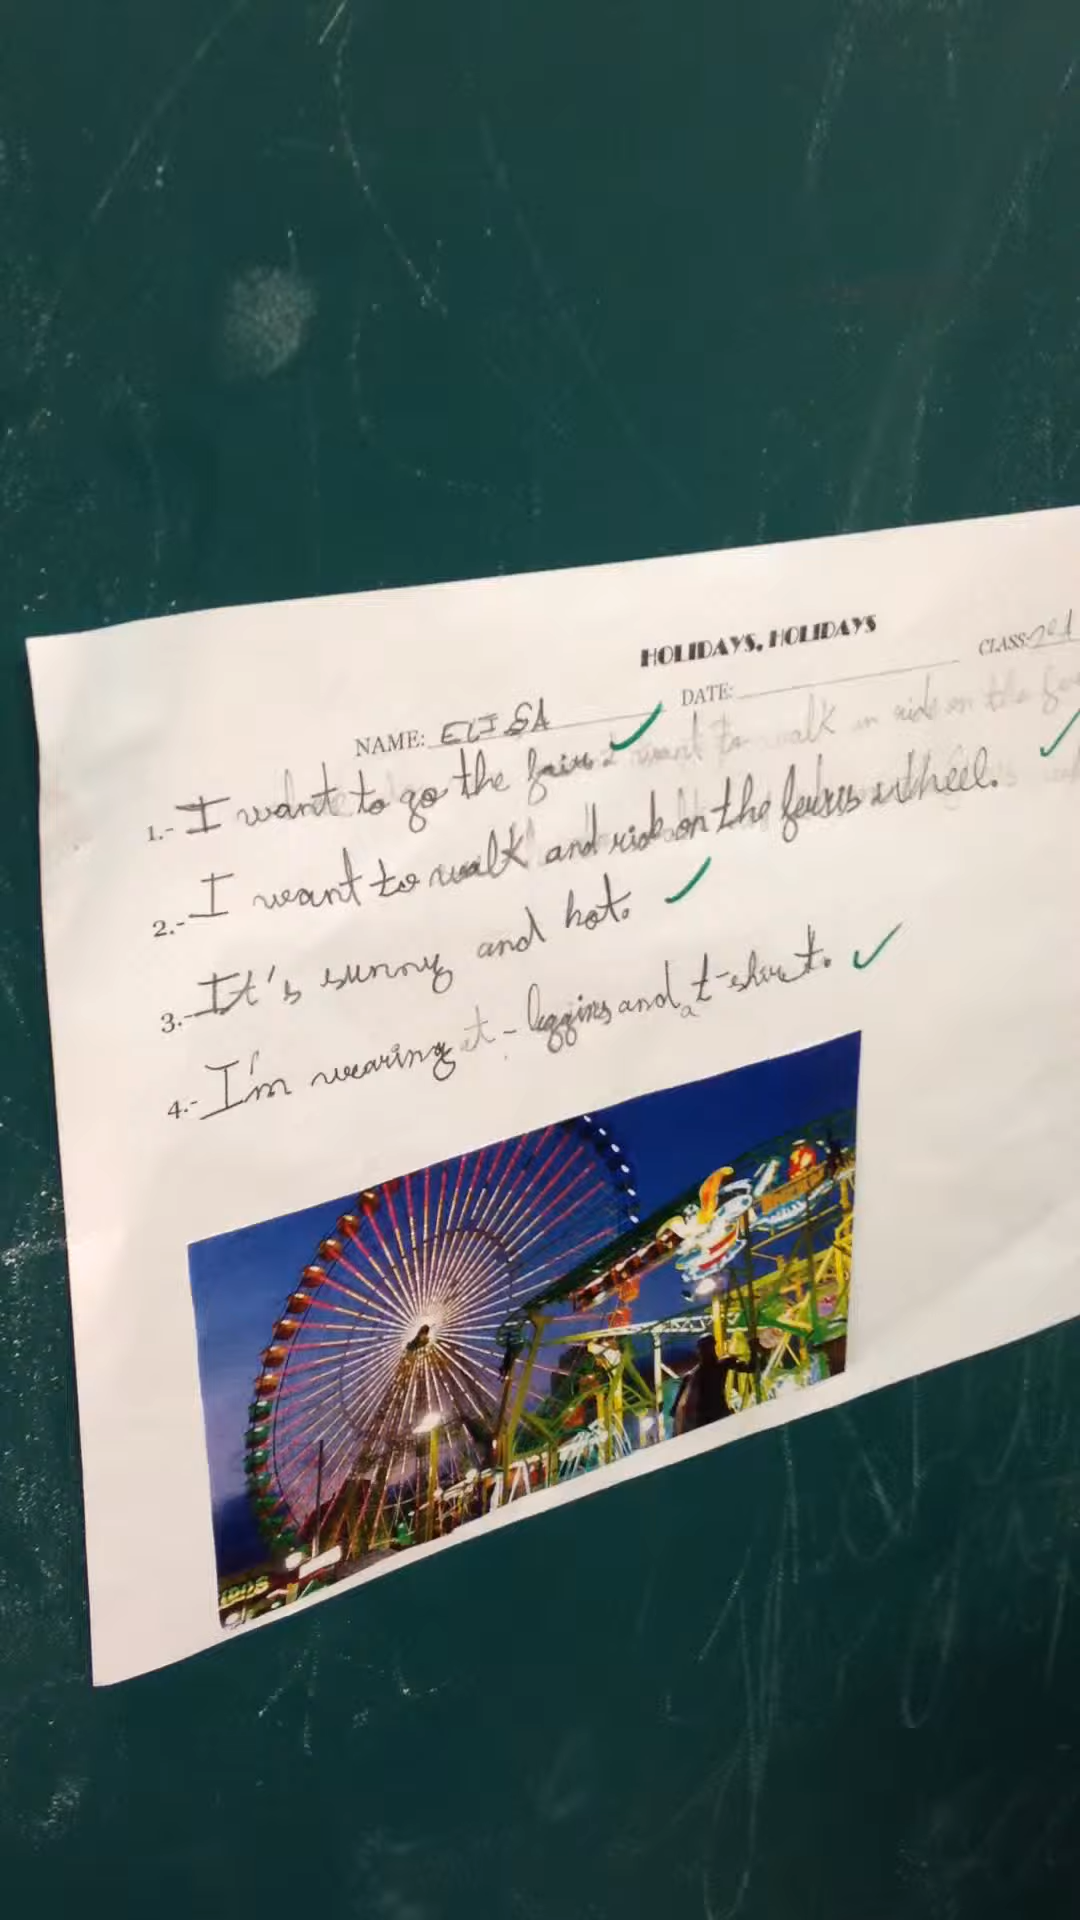 HOLIDAYS, HOLIDAYS
NAME: ELISA DATE: CLASS: 2nd
1.- I want to go the fair.
2.- I want to walk and ride on the ferris wheel.
3.- It's sunny and hot.
4.- I'm wearing leggins and a t-shirt.